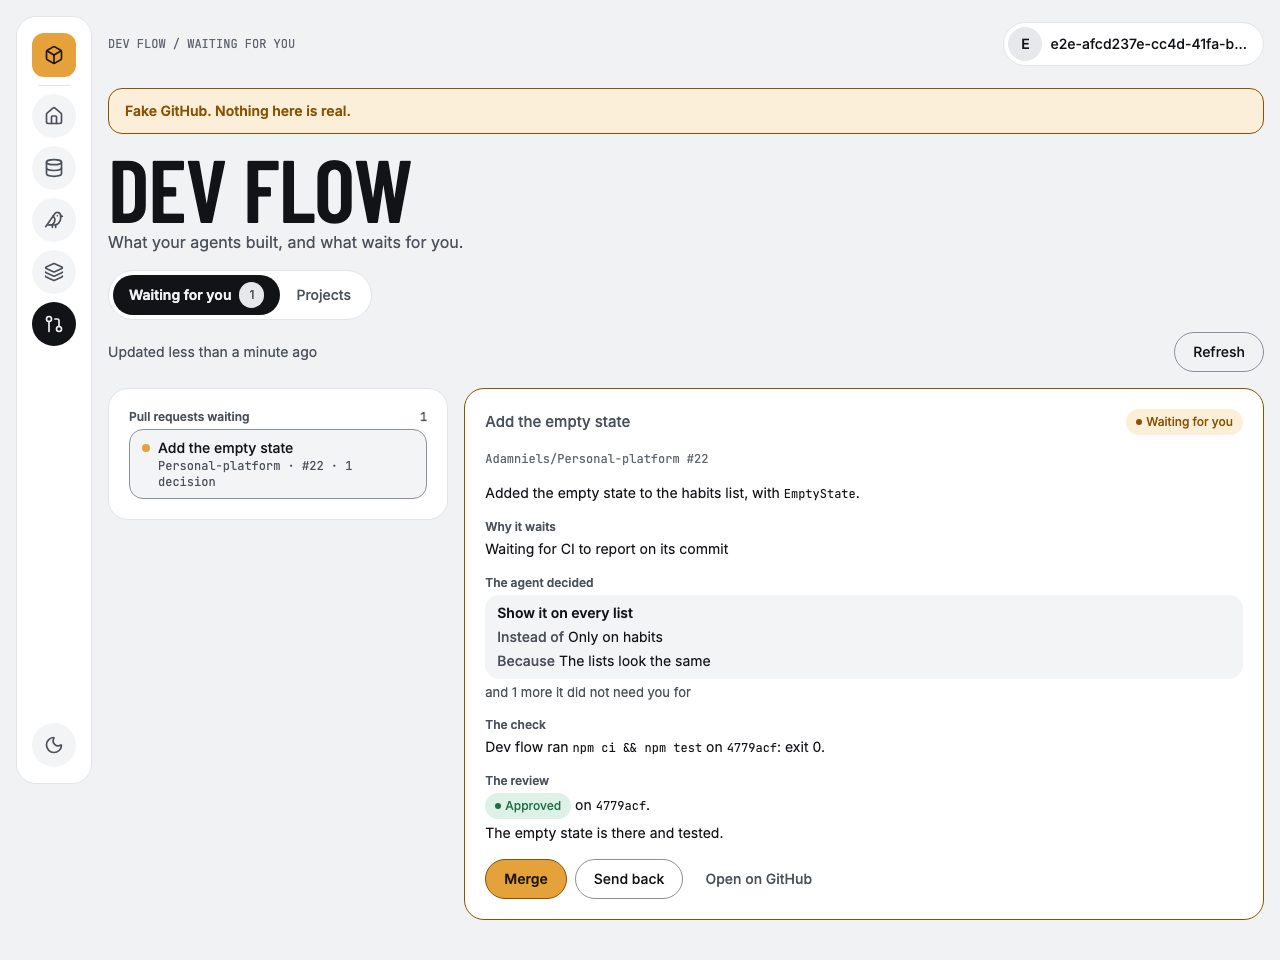 DEV FLOW / WAITING FOR YOU
E e2e-afcd237e-cc4d-41fa-b...
Fake GitHub. Nothing here is real.
DEV FLOW
What your agents built, and what waits for you.
Waiting for you 1 Projects
Updated less than a minute ago
Refresh
Pull requests waiting 1
Add the empty state
Personal-platform · #22 · 1
decision
Add the empty state
Waiting for you
Adamniels/Personal-platform #22
Added the empty state to the habits list, with EmptyState.
Why it waits
Waiting for CI to report on its commit
The agent decided
Show it on every list
Instead of Only on habits
Because The lists look the same
and 1 more it did not need you for
The check
Dev flow ran npm ci && npm test on 4779acf: exit 0.
The review
Approved on 4779acf.
The empty state is there and tested.
Merge Send back Open on GitHub